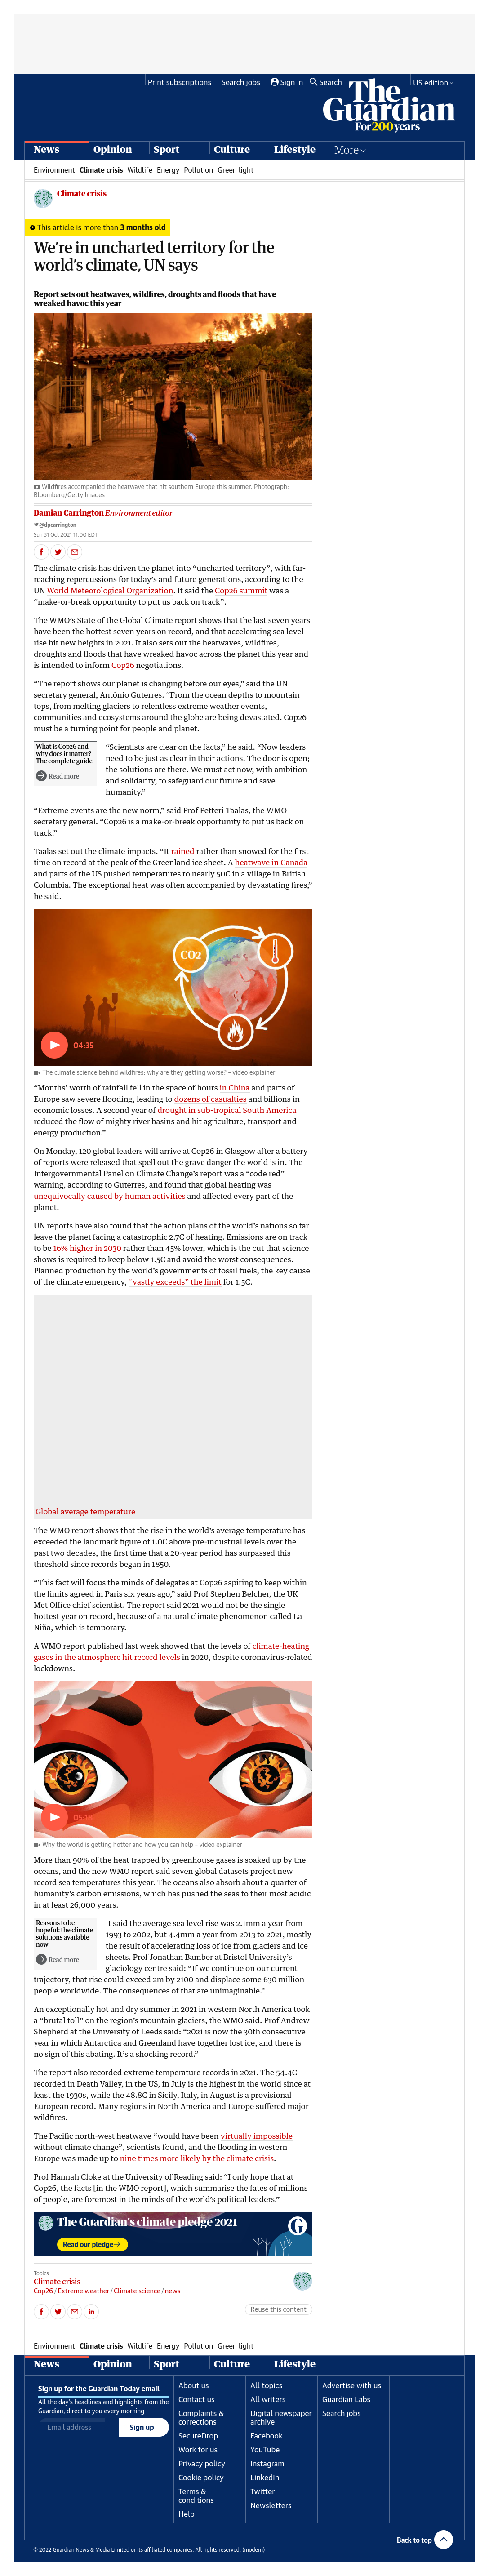 Print subscriptions
Search jobs
Sign in
Search
US edition
The
Guardian
For 200 years
News
Opinion
Sport
Culture
Lifestyle
More
Environment Climate crisis Wildlife Energy Pollution Green light
Climate crisis
This article is more than 3 months old
We’re in uncharted territory for the
world’s climate, UN says
Report sets out heatwaves, wildfires, droughts and floods that have
wreaked havoc this year
Wildfires accompanied the heatwave that hit southern Europe this summer. Photograph:
Bloomberg/Getty Images
Damian Carrington Environment editor
@dpcarrington
Sun 31 Oct 2021 11.00 EDT
The climate crisis has driven the planet into “uncharted territory”, with far-
reaching repercussions for today’s and future generations, according to the
UN World Meteorological Organization. It said the Cop26 summit was a
“make-or-break opportunity to put us back on track”.
The WMO’s State of the Global Climate report shows that the last seven years
have been the hottest seven years on record, and that accelerating sea level
rise hit new heights in 2021. It also sets out the heatwaves, wildfires,
droughts and floods that have wreaked havoc across the planet this year and
is intended to inform Cop26 negotiations.
“The report shows our planet is changing before our eyes,” said the UN
secretary general, António Guterres. “From the ocean depths to mountain
tops, from melting glaciers to relentless extreme weather events,
communities and ecosystems around the globe are being devastated. Cop26
must be a turning point for people and planet.
What is Cop26 and
why does it matter?
The complete guide
Read more
“Scientists are clear on the facts,” he said. “Now leaders
need to be just as clear in their actions. The door is open;
the solutions are there. We must act now, with ambition
and solidarity, to safeguard our future and save
humanity.”
“Extreme events are the new norm,” said Prof Petteri Taalas, the WMO
secretary general. “Cop26 is a make-or-break opportunity to put us back on
track.”
Taalas set out the climate impacts. “It rained rather than snowed for the first
time on record at the peak of the Greenland ice sheet. A heatwave in Canada
and parts of the US pushed temperatures to nearly 50C in a village in British
Columbia. The exceptional heat was often accompanied by devastating fires,”
he said.
CO2
04:35
The climate science behind wildfires: why are they getting worse? – video explainer
“Months’ worth of rainfall fell in the space of hours in China and parts of
Europe saw severe flooding, leading to dozens of casualties and billions in
economic losses. A second year of drought in sub-tropical South America
reduced the flow of mighty river basins and hit agriculture, transport and
energy production.”
On Monday, 120 global leaders will arrive at Cop26 in Glasgow after a battery
of reports were released that spell out the grave danger the world is in. The
Intergovernmental Panel on Climate Change’s report was a “code red”
warning, according to Guterres, and found that global heating was
unequivocally caused by human activities and affected every part of the
planet.
UN reports have also found that the action plans of the world’s nations so far
leave the planet facing a catastrophic 2.7C of heating. Emissions are on track
to be 16% higher in 2030 rather than 45% lower, which is the cut that science
shows is required to keep below 1.5C and avoid the worst consequences.
Planned production by the world’s governments of fossil fuels, the key cause
of the climate emergency, “vastly exceeds” the limit for 1.5C.
Global average temperature
The WMO report shows that the rise in the world’s average temperature has
exceeded the landmark figure of 1.0C above pre-industrial levels over the
past two decades, the first time that a 20-year period has surpassed this
threshold since records began in 1850.
“This fact will focus the minds of delegates at Cop26 aspiring to keep within
the limits agreed in Paris six years ago,” said Prof Stephen Belcher, the UK
Met Office chief scientist. The report said 2021 would not be the single
hottest year on record, because of a natural climate phenomenon called La
Niña, which is temporary.
A WMO report published last week showed that the levels of climate-heating
gases in the atmosphere hit record levels in 2020, despite coronavirus-related
lockdowns.
Why the world is getting hotter and how you can help – video explainer
More than 90% of the heat trapped by greenhouse gases is soaked up by the
oceans, and the new WMO report said seven global datasets project new
record sea temperatures this year. The oceans also absorb about a quarter of
humanity’s carbon emissions, which has pushed the seas to their most acidic
in at least 26,000 years.
Reasons to be
hopeful: the climate
solutions available
now
Read more
It said the average sea level rise was 2.1mm a year from
1993 to 2002, but 4.4mm a year from 2013 to 2021, mostly
the result of accelerating loss of ice from glaciers and ice
sheets. Prof Jonathan Bamber at Bristol University’s
glaciology centre said: “If we continue on our current
trajectory, that rise could exceed 2m by 2100 and displace some 630 million
people worldwide. The consequences of that are unimaginable.”
An exceptionally hot and dry summer in 2021 in western North America took
a “brutal toll” on the region’s mountain glaciers, the WMO said. Prof Andrew
Shepherd at the University of Leeds said: “2021 is now the 30th consecutive
year in which Antarctica and Greenland have together lost ice, and there is
no sign of this abating. It’s a shocking record.”
The report also recorded extreme temperature records in 2021. The 54.4C
recorded in Death Valley, in the US, in July is the highest in the world since at
least the 1930s, while the 48.8C in Sicily, Italy, in August is a provisional
European record. Many regions in North America and Europe suffered major
wildfires.
The Pacific north-west heatwave “would have been virtually impossible
without climate change”, scientists found, and the flooding in western
Europe was made up to nine times more likely by the climate crisis.
Prof Hannah Cloke at the University of Reading said: “I only hope that at
Cop26, the facts [in the WMO report], which summarise the fates of millions
of people, are foremost in the minds of the world’s political leaders.”
The Guardian’s climate pledge 2021
Read our pledge
Topics
Climate crisis
Cop26 / Extreme weather / Climate science / news
Reuse this content
Environment Climate crisis Wildlife Energy Pollution Green light
News
Opinion
Sport
Culture
Lifestyle
Sign up for the Guardian Today email
All the day’s headlines and highlights from the
Guardian, direct to you every morning
Email address
Sign up
About us
Contact us
Complaints &
corrections
SecureDrop
Work for us
Privacy policy
Cookie policy
Terms &
conditions
Help
All topics
All writers
Digital newspaper
archive
Facebook
YouTube
Instagram
LinkedIn
Twitter
Newsletters
Advertise with us
Guardian Labs
Search jobs
Back to top
© 2022 Guardian News & Media Limited or its affiliated companies. All rights reserved. (modern)